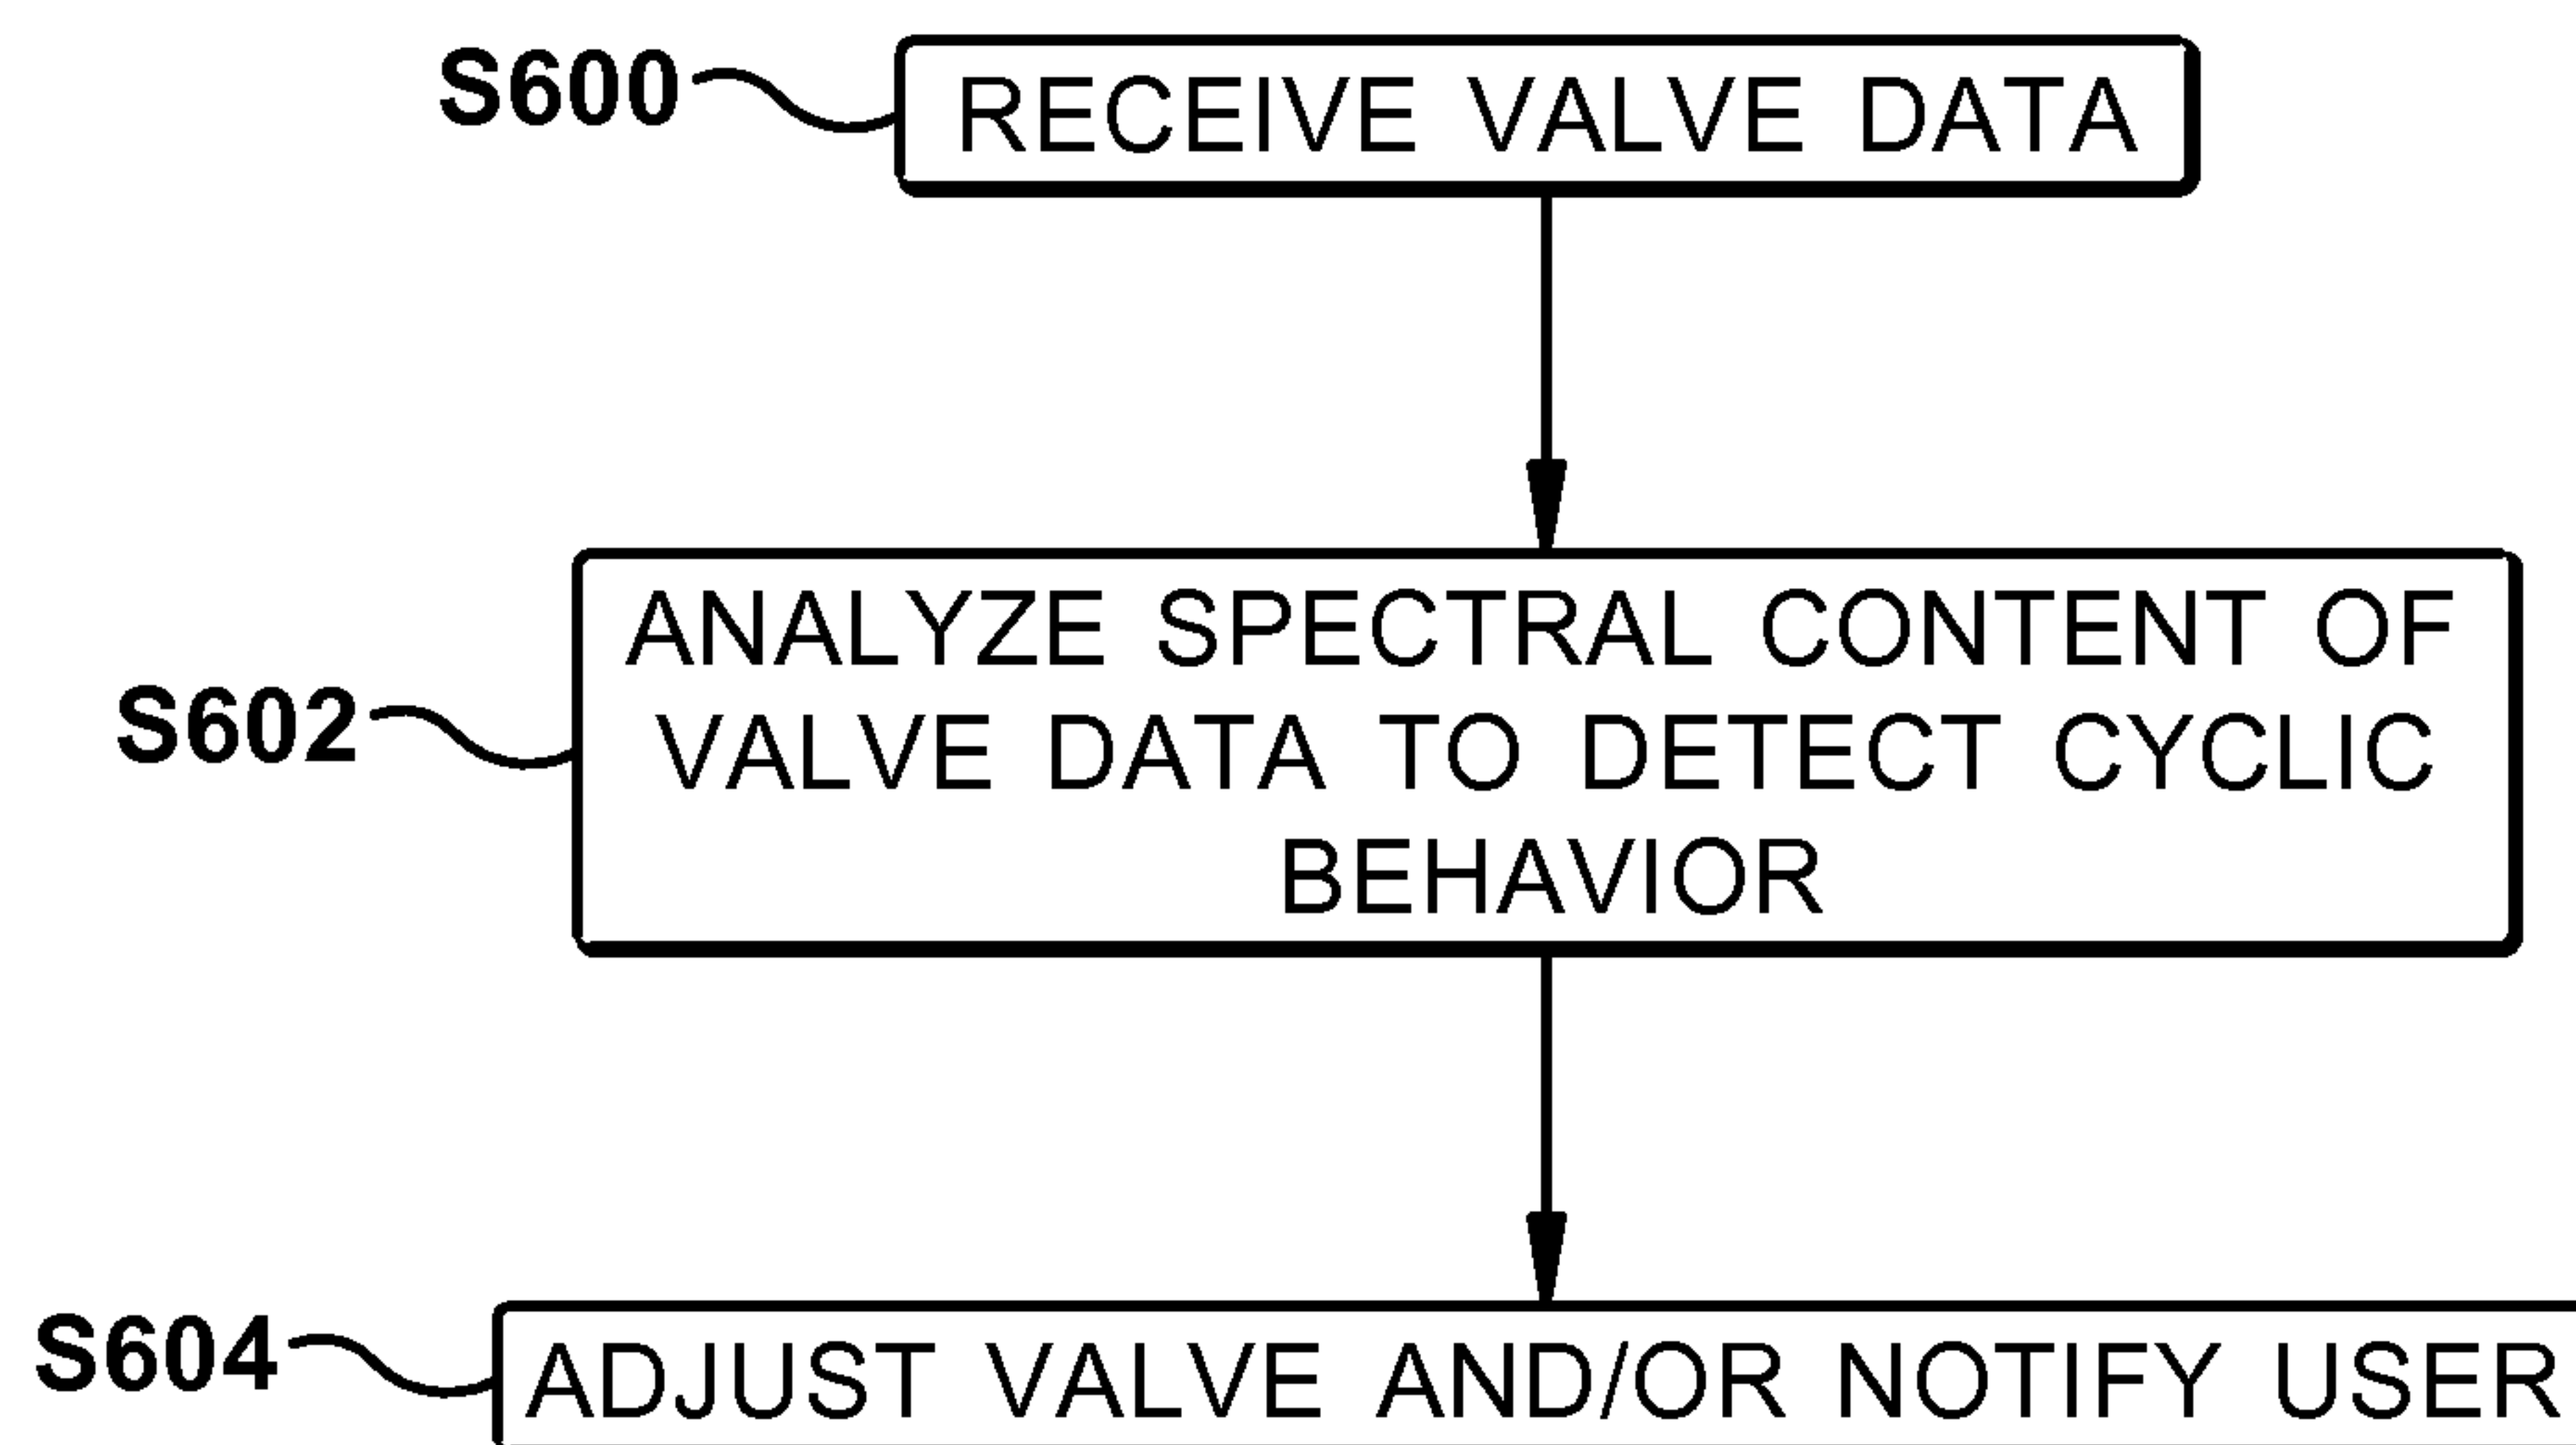 S600
RECEIVE VALVE DATA
S602
ANALYZE SPECTRAL CONTENT OF
VALVE DATA TO DETECT CYCLIC
BEHAVIOR
S604
ADJUST VALVE AND/OR NOTIFY USER